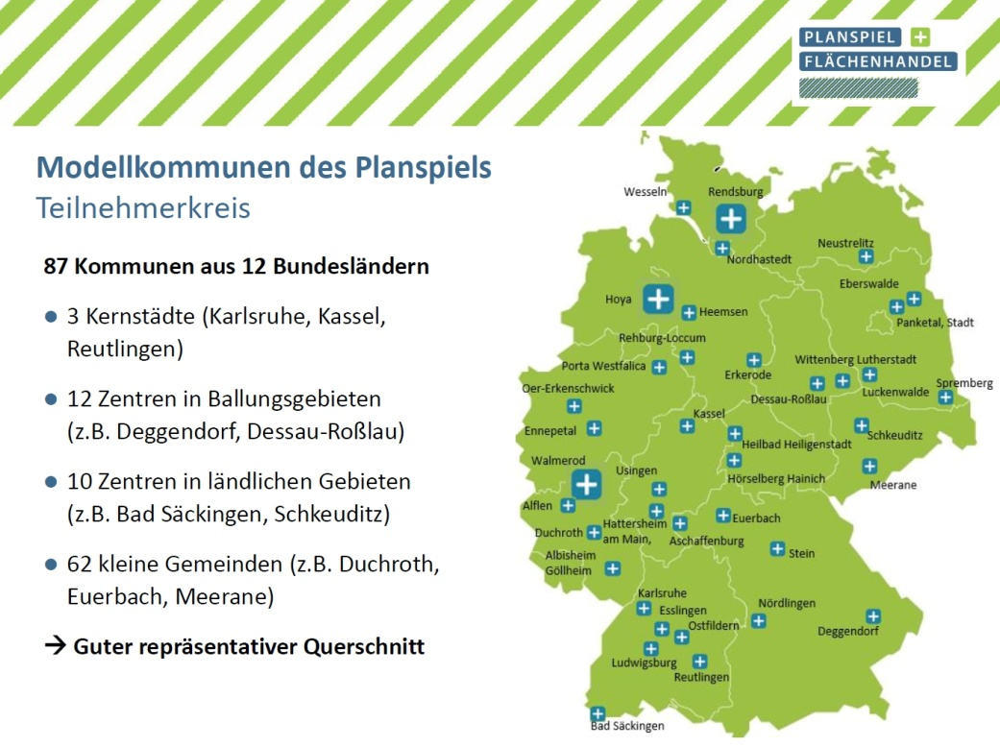 PLANSPIEL
FLÄCHENHANDEL
Modellkommunen des Planspiels
Teilnehmerkreis
87 Kommunen aus 12 Bundesländern
3 Kernstädte (Karlsruhe, Kassel,
Reutlingen)
12 Zentren in Ballungsgebieten
(z.B. Deggendorf, Dessau-Roßlau)
10 Zentren in ländlichen Gebieten
(z.B. Bad Säckingen, Schkeuditz)
62 kleine Gemeinden (z.B. Duchroth,
Euerbach, Meerane)
→ Guter repräsentativer Querschnitt
Wesseln
Rendsburg
Nordhastedt
Neustrelitz
Eberswalde
Hoya
Heemsen
Panketal, Stadt
Rehburg-Loccum
Porta Westfalica
Erkerode
Wittenberg Lutherstadt
Oer-Erkenschwick
Dessau-Roßlau
Luckenwalde
Spremberg
Kassel
Ennepetal
Heilbad Heiligenstadt
Schkeuditz
Walmerod
Usingen
Hörselberg Hainich
Meerane
Alflen
Hattersheim
am Main,
Euerbach
Duchroth
Aschaffenburg
Albisheim
Göllheim
Stein
Karlsruhe
Esslingen
Ostfildern
Nördlingen
Deggendorf
Ludwigsburg
Reutlingen
Bad Säckingen